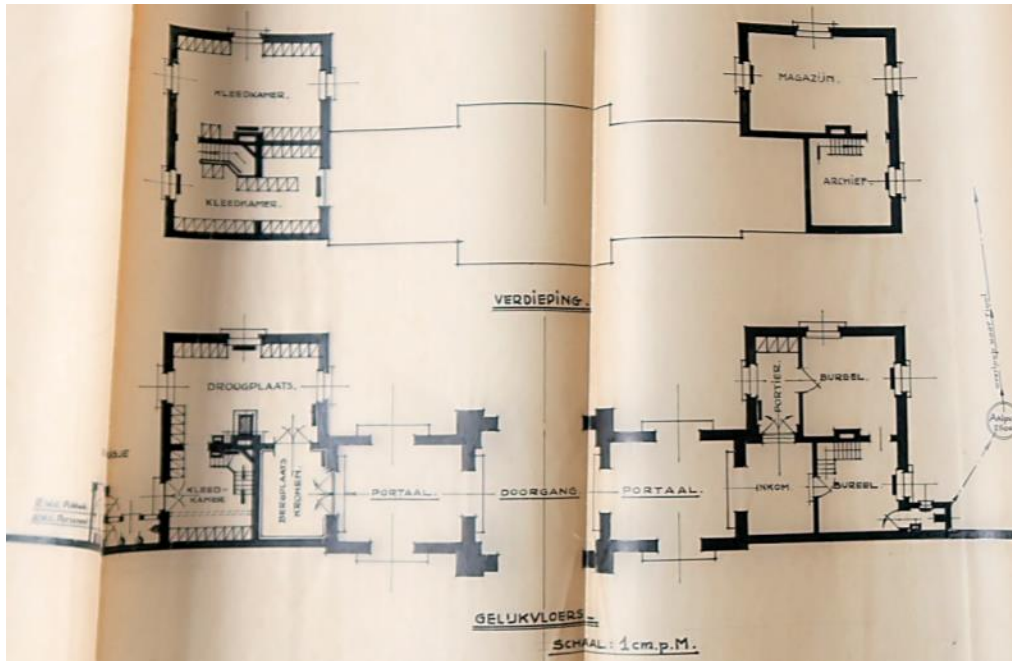 KLEEDKAMER.
MAGAZIJN.
KLEEDKAMER.
ARCHIEF.
VERDIEPING.
DROOGPLAATS.
PORTIER.
BUREEL.
KLEED-
KAMER
BERGPLAATS
KRONEN.
PORTAAL.
DOORGANG.
PORTAAL.
INKOM.
BUREEL.
GELIJKVLOERS.
SCHAAL: 1cm.p.M.